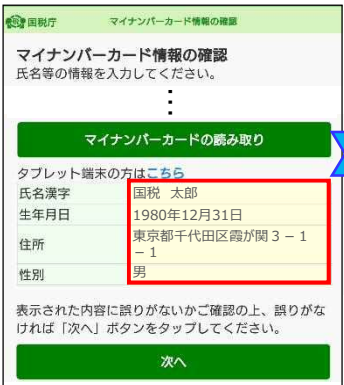 国税庁 マイナンバーカード情報の確認
マイナンバーカード情報の確認
氏名等の情報を入力してください。
マイナンバーカードの読み取り
タブレット端末の方はこちら
氏名漢字 国税 太郎
生年月日 1980年12月31日
住所 東京都千代田区霞が関3－1
－1
性別 男
表示された内容に誤りがないかご確認の上、誤りがな
ければ「次へ」ボタンをタップしてください。
次へ